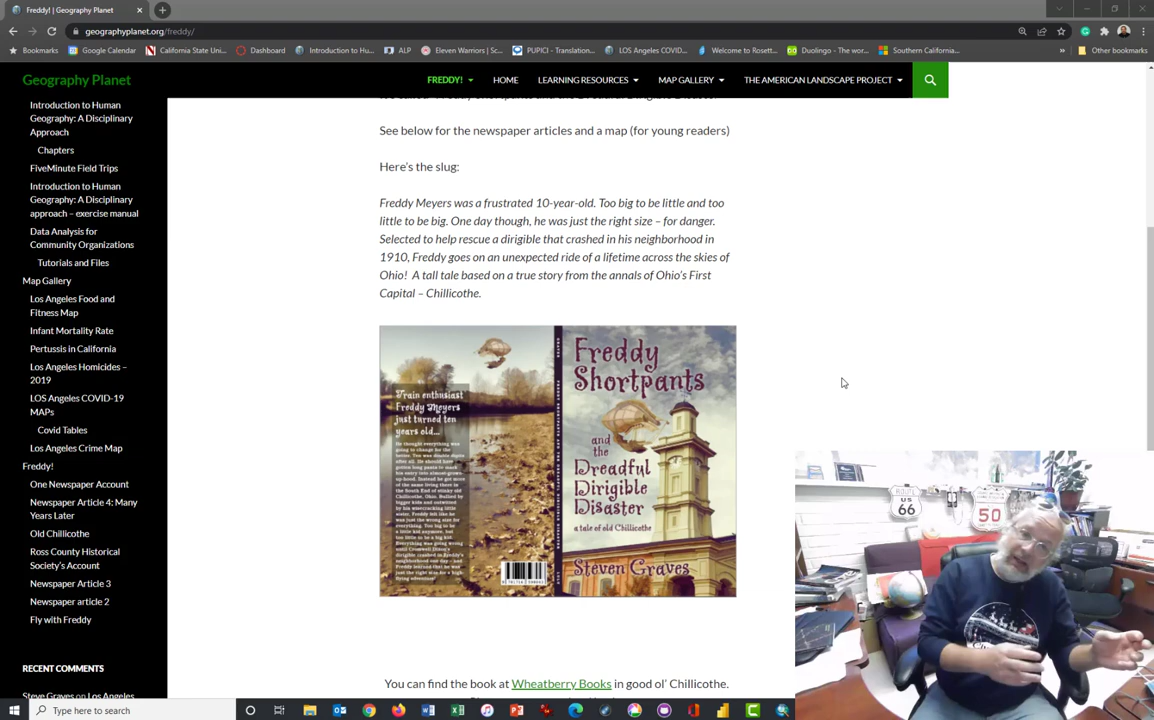 Freddy! | Geography Planet
geographyplanet.org/freddy/
Bookmarks Google Calendar California State Uni... Dashboard Introduction to Hu... ALP Eleven Warriors | Sc... PUPICI - Translation... LOS Angeles COVID... Welcome to Rosett... Duolingo - The wor... Southern California... » Other bookmarks
Geography Planet
FREDDY! HOME LEARNING RESOURCES MAP GALLERY THE AMERICAN LANDSCAPE PROJECT
Introduction to Human
Geography: A Disciplinary
Approach
Chapters
FiveMinute Field Trips
Introduction to Human
Geography: A Disciplinary
approach – exercise manual
Data Analysis for
Community Organizations
Tutorials and Files
Map Gallery
Los Angeles Food and
Fitness Map
Infant Mortality Rate
Pertussis in California
Los Angeles Homicides –
2019
LOS Angeles COVID-19
MAPs
Covid Tables
Los Angeles Crime Map
Freddy!
One Newspaper Account
Newspaper Article 4: Many
Years Later
Old Chillicothe
Ross County Historical
Society's Account
Newspaper Article 3
Newspaper article 2
Fly with Freddy
RECENT COMMENTS
Steve Graves on Los Angeles
See below for the newspaper articles and a map (for young readers)
Here's the slug:
Freddy Meyers was a frustrated 10-year-old. Too big to be little and too
little to be big. One day though, he was just the right size – for danger.
Selected to help rescue a dirigible that crashed in his neighborhood in
1910, Freddy goes on an unexpected ride of a lifetime across the skies of
Ohio! A tall tale based on a true story from the annals of Ohio's First
Capital – Chillicothe.
Train enthusiast
Freddy Meyers
just turned ten
years old...
Freddy
Shortpants
and
the
Dreadful
Dirigible
Disaster
a tale of old Chillicothe
Steven Graves
ROUTE
US
66
50
You can find the book at Wheatberry Books in good ol' Chillicothe.
Type here to search